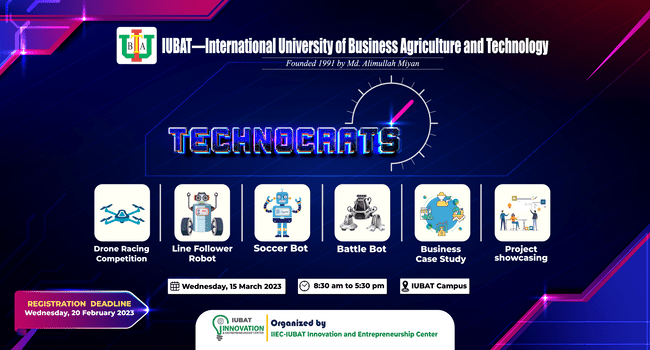 IUBAT—International University of Business Agriculture and Technology
Founded 1991 by Md. Alimullah Miyan
TECHNOCRATS
Drone Racing
Competition
Line Follower
Robot
Soccer Bot
Battle Bot
Business
Case Study
Project
showcasing
Wednesday, 15 March 2023
8:30 am to 5:30 pm
IUBAT Campus
REGISTRATION DEADLINE
Wednesday, 20 February 2023
IUBAT
INNOVATION
& ENTREPRENEURSHIP CENTER
Organized by
IIEC-IUBAT Innovation and Entrepreneurship Center